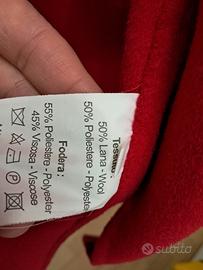 Tessuto:
50% Lana - Wool
50% Poliestere - Polyester
Fodera:
55% Poliestere - Polyester
45% Viscosa - Viscose
subito